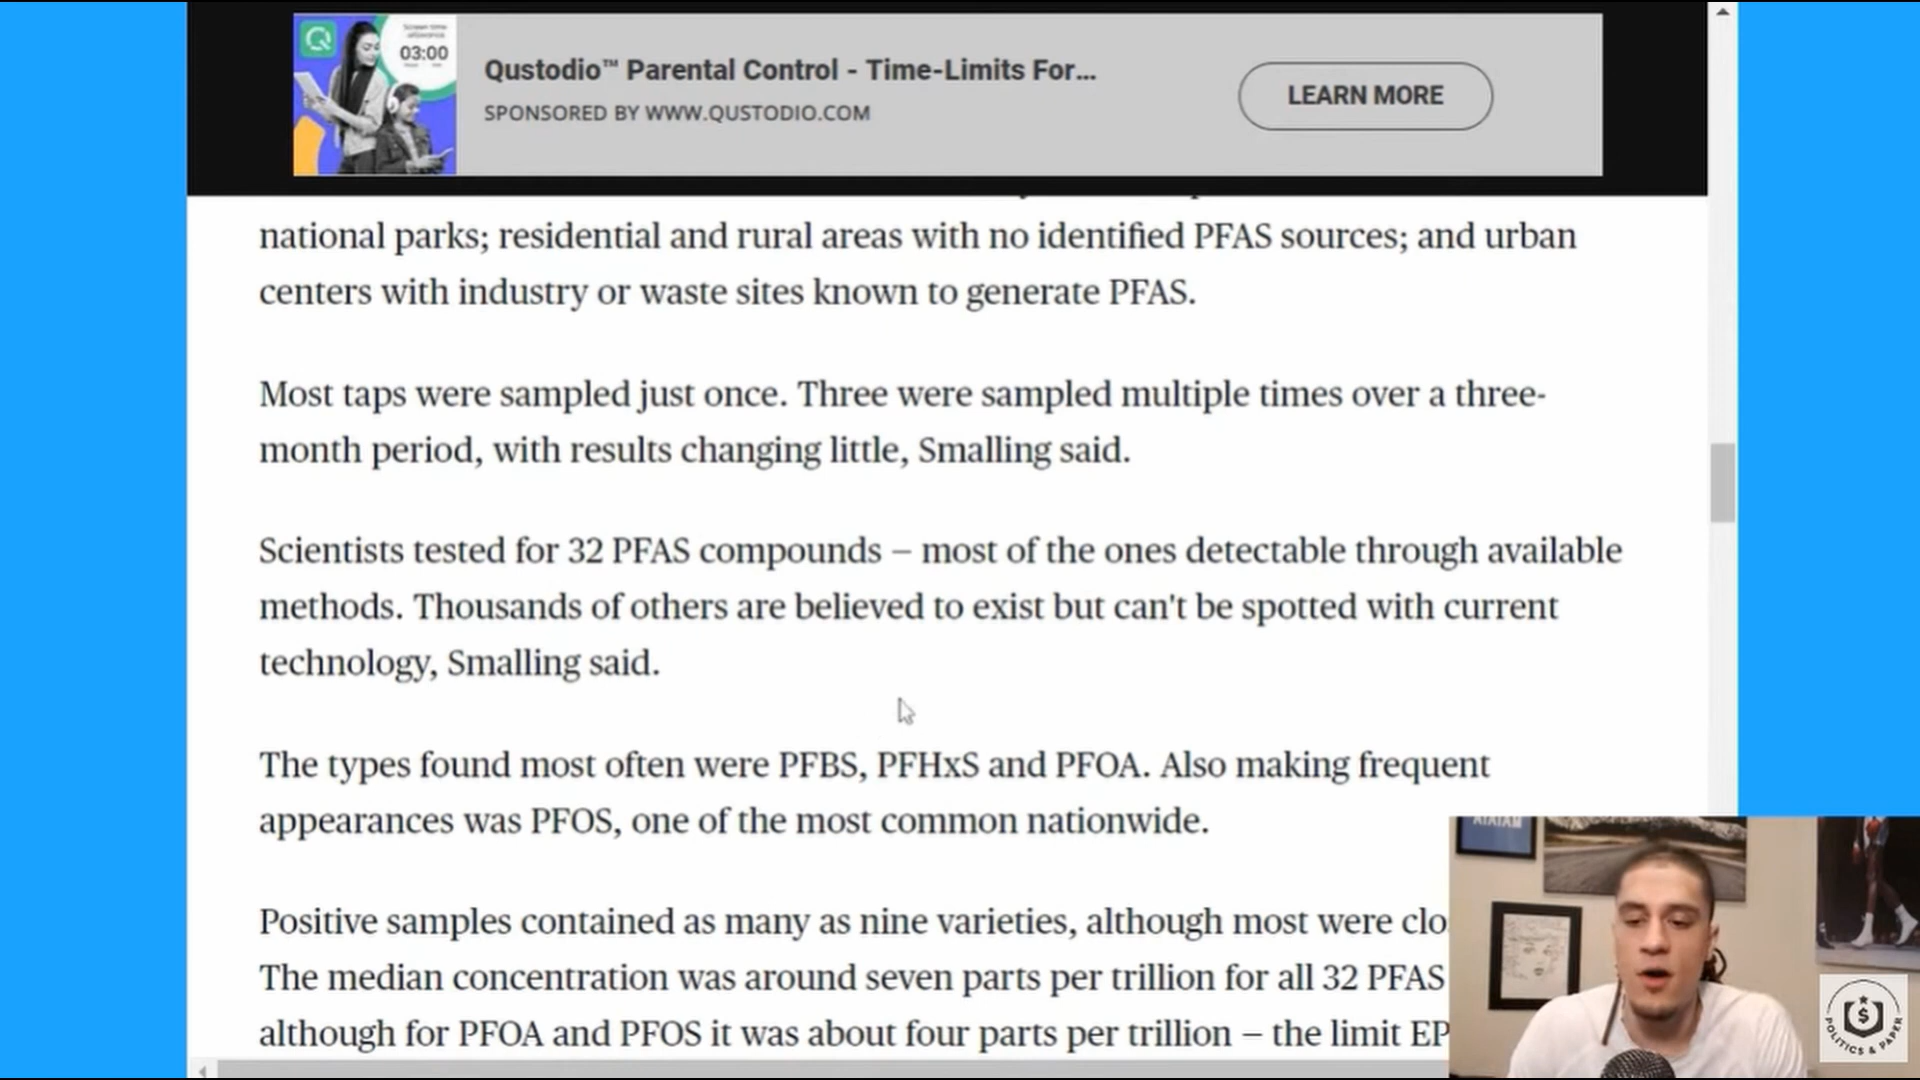 Screen time
allowance
03:00
Qustodio™ Parental Control - Time-Limits For...
SPONSORED BY WWW.QUSTODIO.COM
LEARN MORE
national parks; residential and rural areas with no identified PFAS sources; and urban
centers with industry or waste sites known to generate PFAS.
Most taps were sampled just once. Three were sampled multiple times over a three-
month period, with results changing little, Smalling said.
Scientists tested for 32 PFAS compounds — most of the ones detectable through available
methods. Thousands of others are believed to exist but can't be spotted with current
technology, Smalling said.
The types found most often were PFBS, PFHxS and PFOA. Also making frequent
appearances was PFOS, one of the most common nationwide.
Positive samples contained as many as nine varieties, although most were clo
The median concentration was around seven parts per trillion for all 32 PFAS
although for PFOA and PFOS it was about four parts per trillion — the limit EP
POLITICS & PAPER